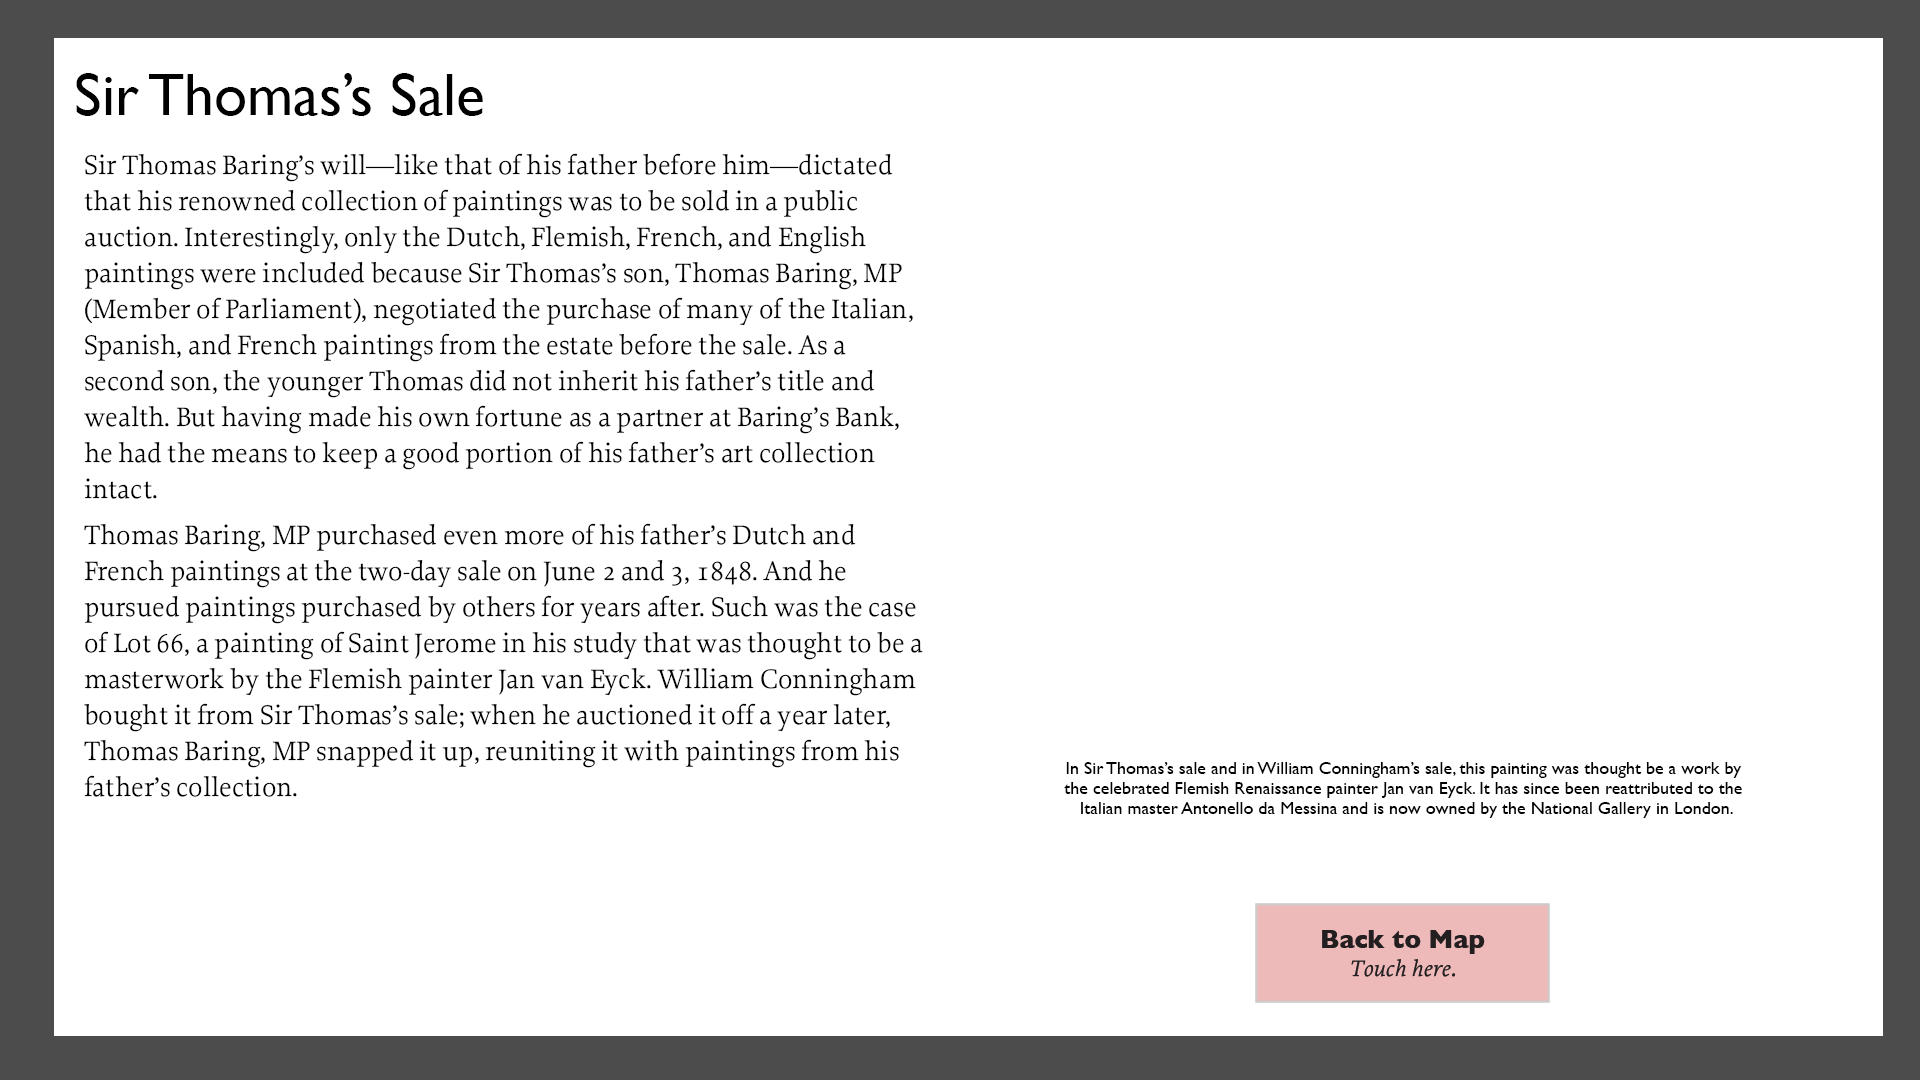 Sir Thomas’s Sale
Sir Thomas Baring’s will—like that of his father before him—dictated
that his renowned collection of paintings was to be sold in a public
auction. Interestingly, only the Dutch, Flemish, French, and English
paintings were included because Sir Thomas’s son, Thomas Baring, MP
(Member of Parliament), negotiated the purchase of many of the Italian,
Spanish, and French paintings from the estate before the sale. As a
second son, the younger Thomas did not inherit his father’s title and
wealth. But having made his own fortune as a partner at Baring’s Bank,
he had the means to keep a good portion of his father’s art collection
intact.
Thomas Baring, MP purchased even more of his father’s Dutch and
French paintings at the two-day sale on June 2 and 3, 1848. And he
pursued paintings purchased by others for years after. Such was the case
of Lot 66, a painting of Saint Jerome in his study that was thought to be a
masterwork by the Flemish painter Jan van Eyck. William Conningham
bought it from Sir Thomas’s sale; when he auctioned it off a year later,
Thomas Baring, MP snapped it up, reuniting it with paintings from his
father’s collection.
In Sir Thomas’s sale and in William Conningham’s sale, this painting was thought be a work by
the celebrated Flemish Renaissance painter Jan van Eyck. It has since been reattributed to the
Italian master Antonello da Messina and is now owned by the National Gallery in London.
Back to Map
Touch here.